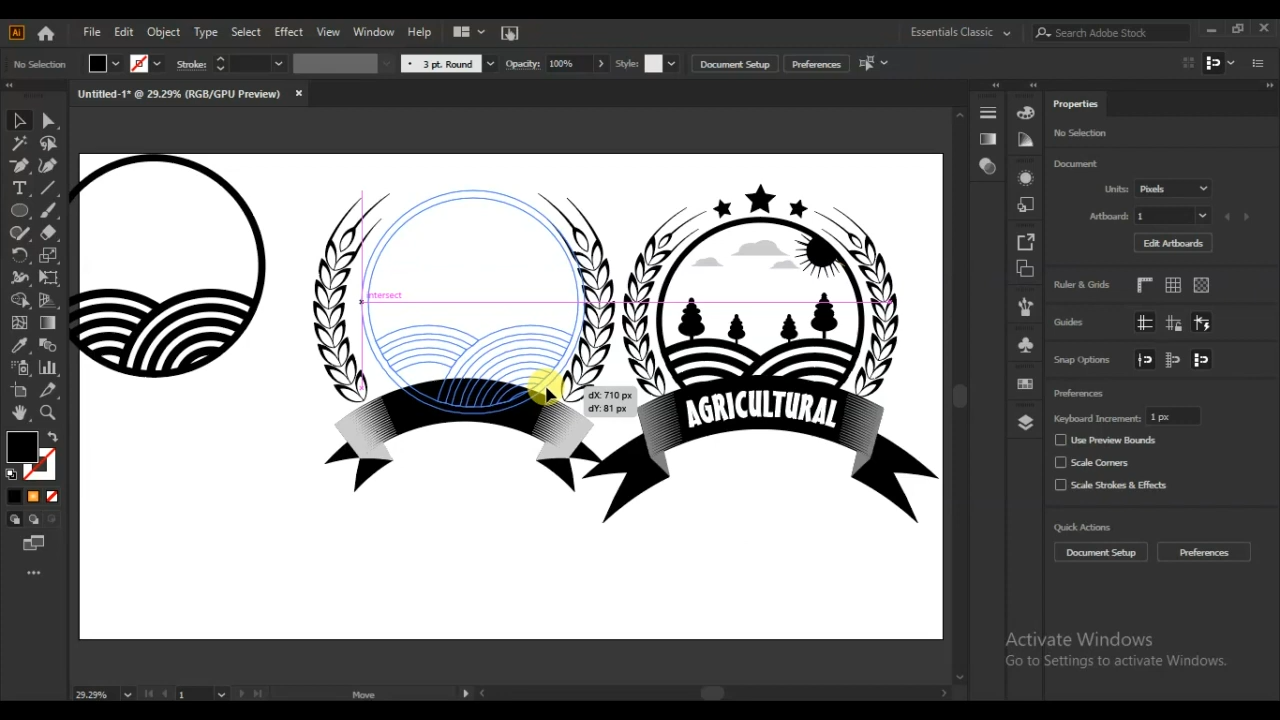 Ai File Edit Object Type Select Effect View Window Help Essentials Classic Search Adobe Stock
No Selection Stroke: 3 pt. Round Opacity: 100% Style: Document Setup Preferences
Untitled-1* @ 29.29% (RGB/GPU Preview)
Properties
No Selection
Document
Units: Pixels
Artboard: 1
Edit Artboards
Ruler & Grids
Guides
Snap Options
Preferences
Keyboard Increment: 1 px
Use Preview Bounds
Scale Corners
Scale Strokes & Effects
Quick Actions
Document Setup Preferences
intersect
dX: 710 px
dY: 81 px
AGRICULTURAL
Activate Windows
Go to Settings to activate Windows.
29.29% 1 Move